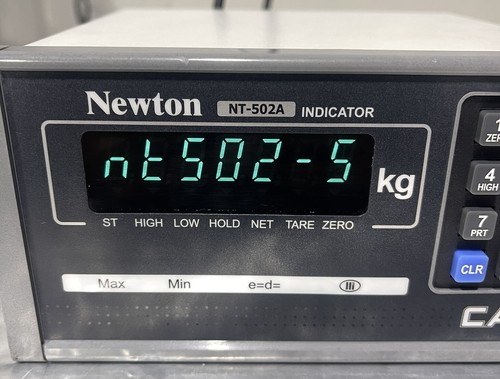 Newton NT-502A INDICATOR
nt502-5 kg
ST HIGH LOW HOLD NET TARE ZERO
Max Min e=d= III
1
4
HIGH
7
PRT
CLR